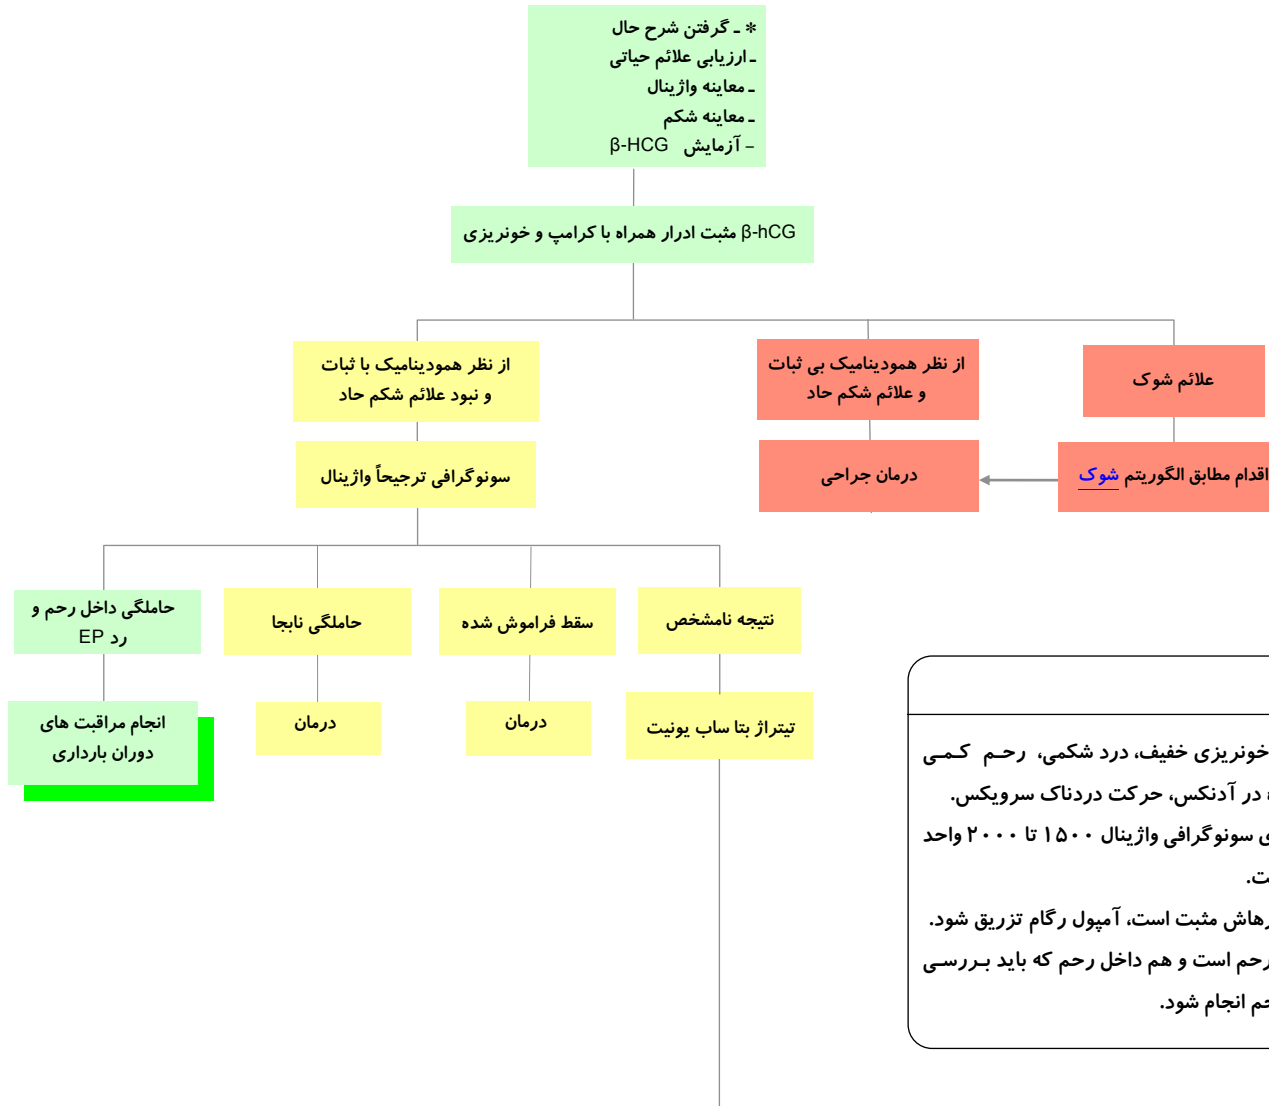 * ـ گرفتن شرح حال
ـ ارزیابی علائم حیاتی
ـ معاینه واژینال
ـ معاینه شکم
– آزمایش β-HCG
β-hCG مثبت ادرار همراه با کرامپ و خونریزی
علائم شوک
از نظر همودینامیک بی ثبات
و علائم شکم حاد
از نظر همودینامیک با ثبات
و نبود علائم شکم حاد
اقدام مطابق الگوریتم شوک
درمان جراحی
سونوگرافی ترجیحاً واژینال
نتیجه نامشخص
سقط فراموش شده
حاملگی نابجا
حاملگی داخل رحم و
رد EP
تیتراژ بتا ساب یونیت
درمان
درمان
انجام مراقبت های
دوران بارداری
خونریزی خفیف، درد شکمی، رحم کمی
در آدنکس، حرکت دردناک سرویکس.
سونوگرافی واژینال ۱۵۰۰ تا ۲۰۰۰ واحد
مثبت است، آمپول رگام تزریق شود.
رحم است و هم داخل رحم که باید بررسی
انجام شود.